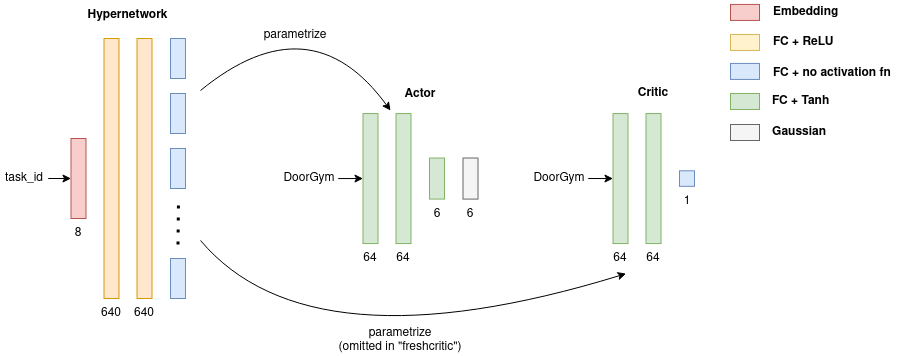 Hypernetwork
task_id
8
640
640
parametrize
Actor
DoorGym
64
64
6
6
Critic
DoorGym
64
64
1
parametrize
(omitted in "freshcritic")
Embedding
FC + ReLU
FC + no activation fn
FC + Tanh
Gaussian